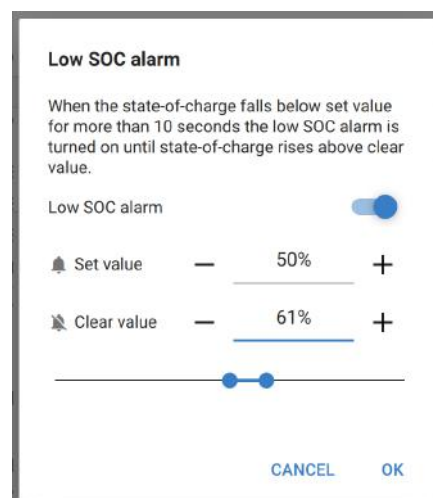 Low SOC alarm
When the state-of-charge falls below set value
for more than 10 seconds the low SOC alarm is
turned on until state-of-charge rises above clear
value.
Low SOC alarm
Set value — 50% +
Clear value — 61% +
CANCEL OK